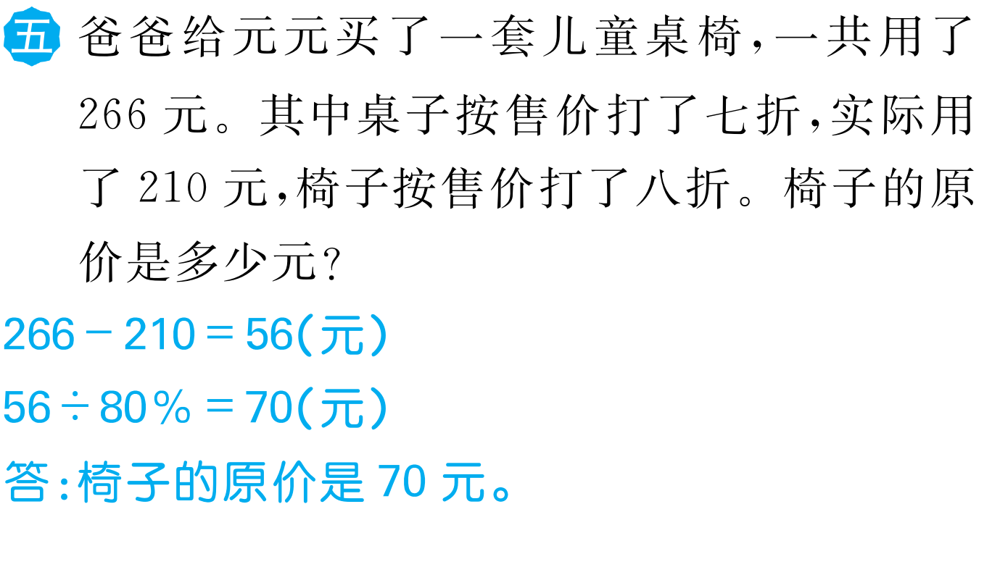 五 爸爸给元元买了一套儿童桌椅,一共用了
266 元。其中桌子按售价打了七折,实际用
了 210 元,椅子按售价打了八折。椅子的原
价是多少元?
266－210＝56(元)
56÷80%＝70(元)
答:椅子的原价是 70 元。